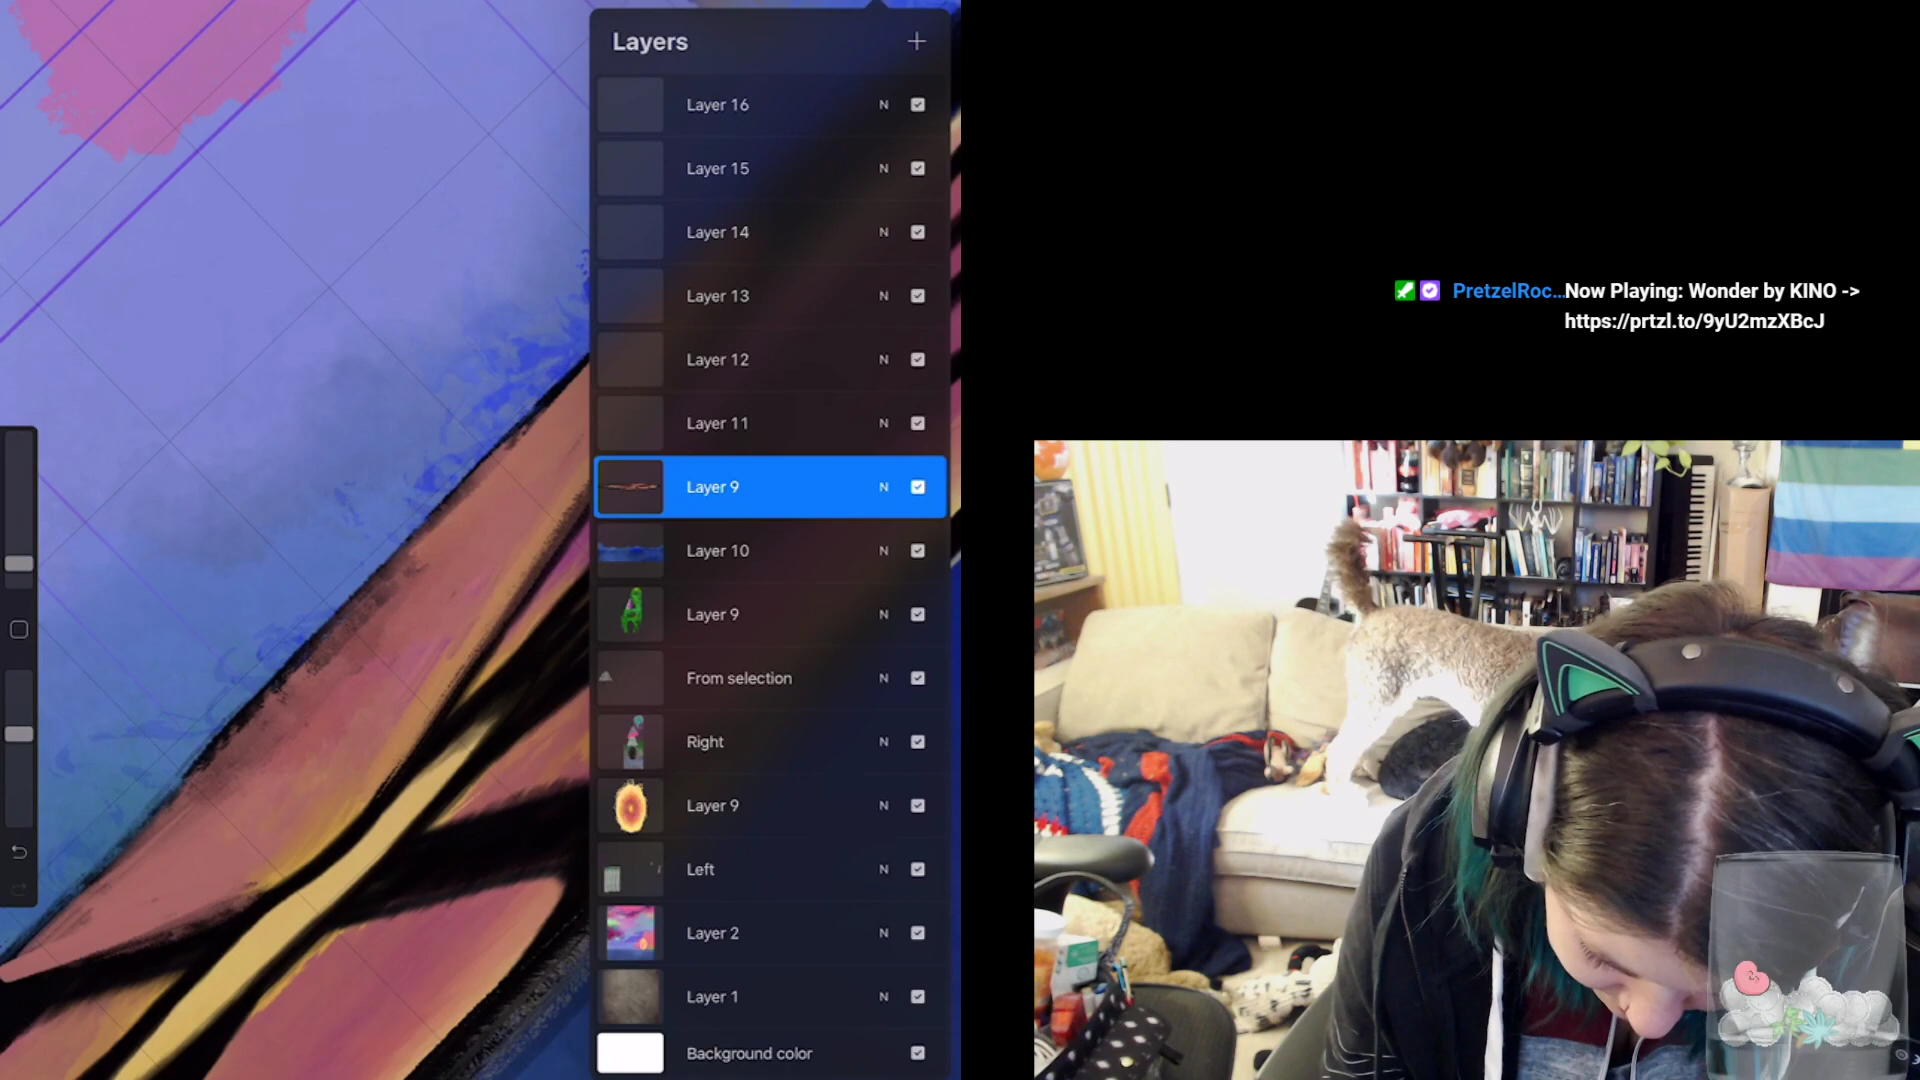 Layers
Layer 16 N
Layer 15 N
Layer 14 N
Layer 13 N
Layer 12 N
Layer 11 N
Layer 9 N
Layer 10 N
Layer 9 N
From selection N
Right N
Layer 9 N
Left N
Layer 2 N
Layer 1 N
Background color
PretzelRoc... Now Playing: Wonder by KINO ->
https://prtzl.to/9yU2mzXBcJ